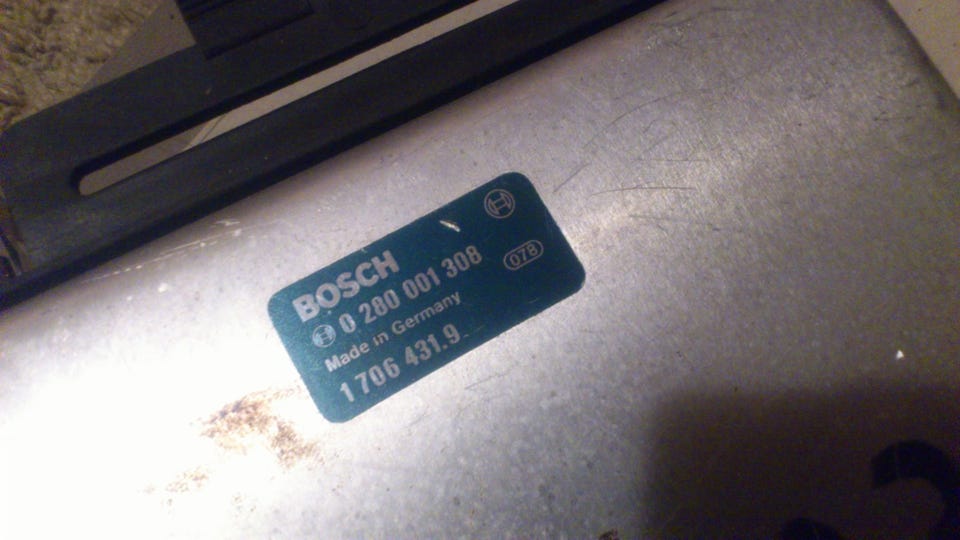 BOSCH
0 280 001 308
078
Made in Germany
1 706 431.9